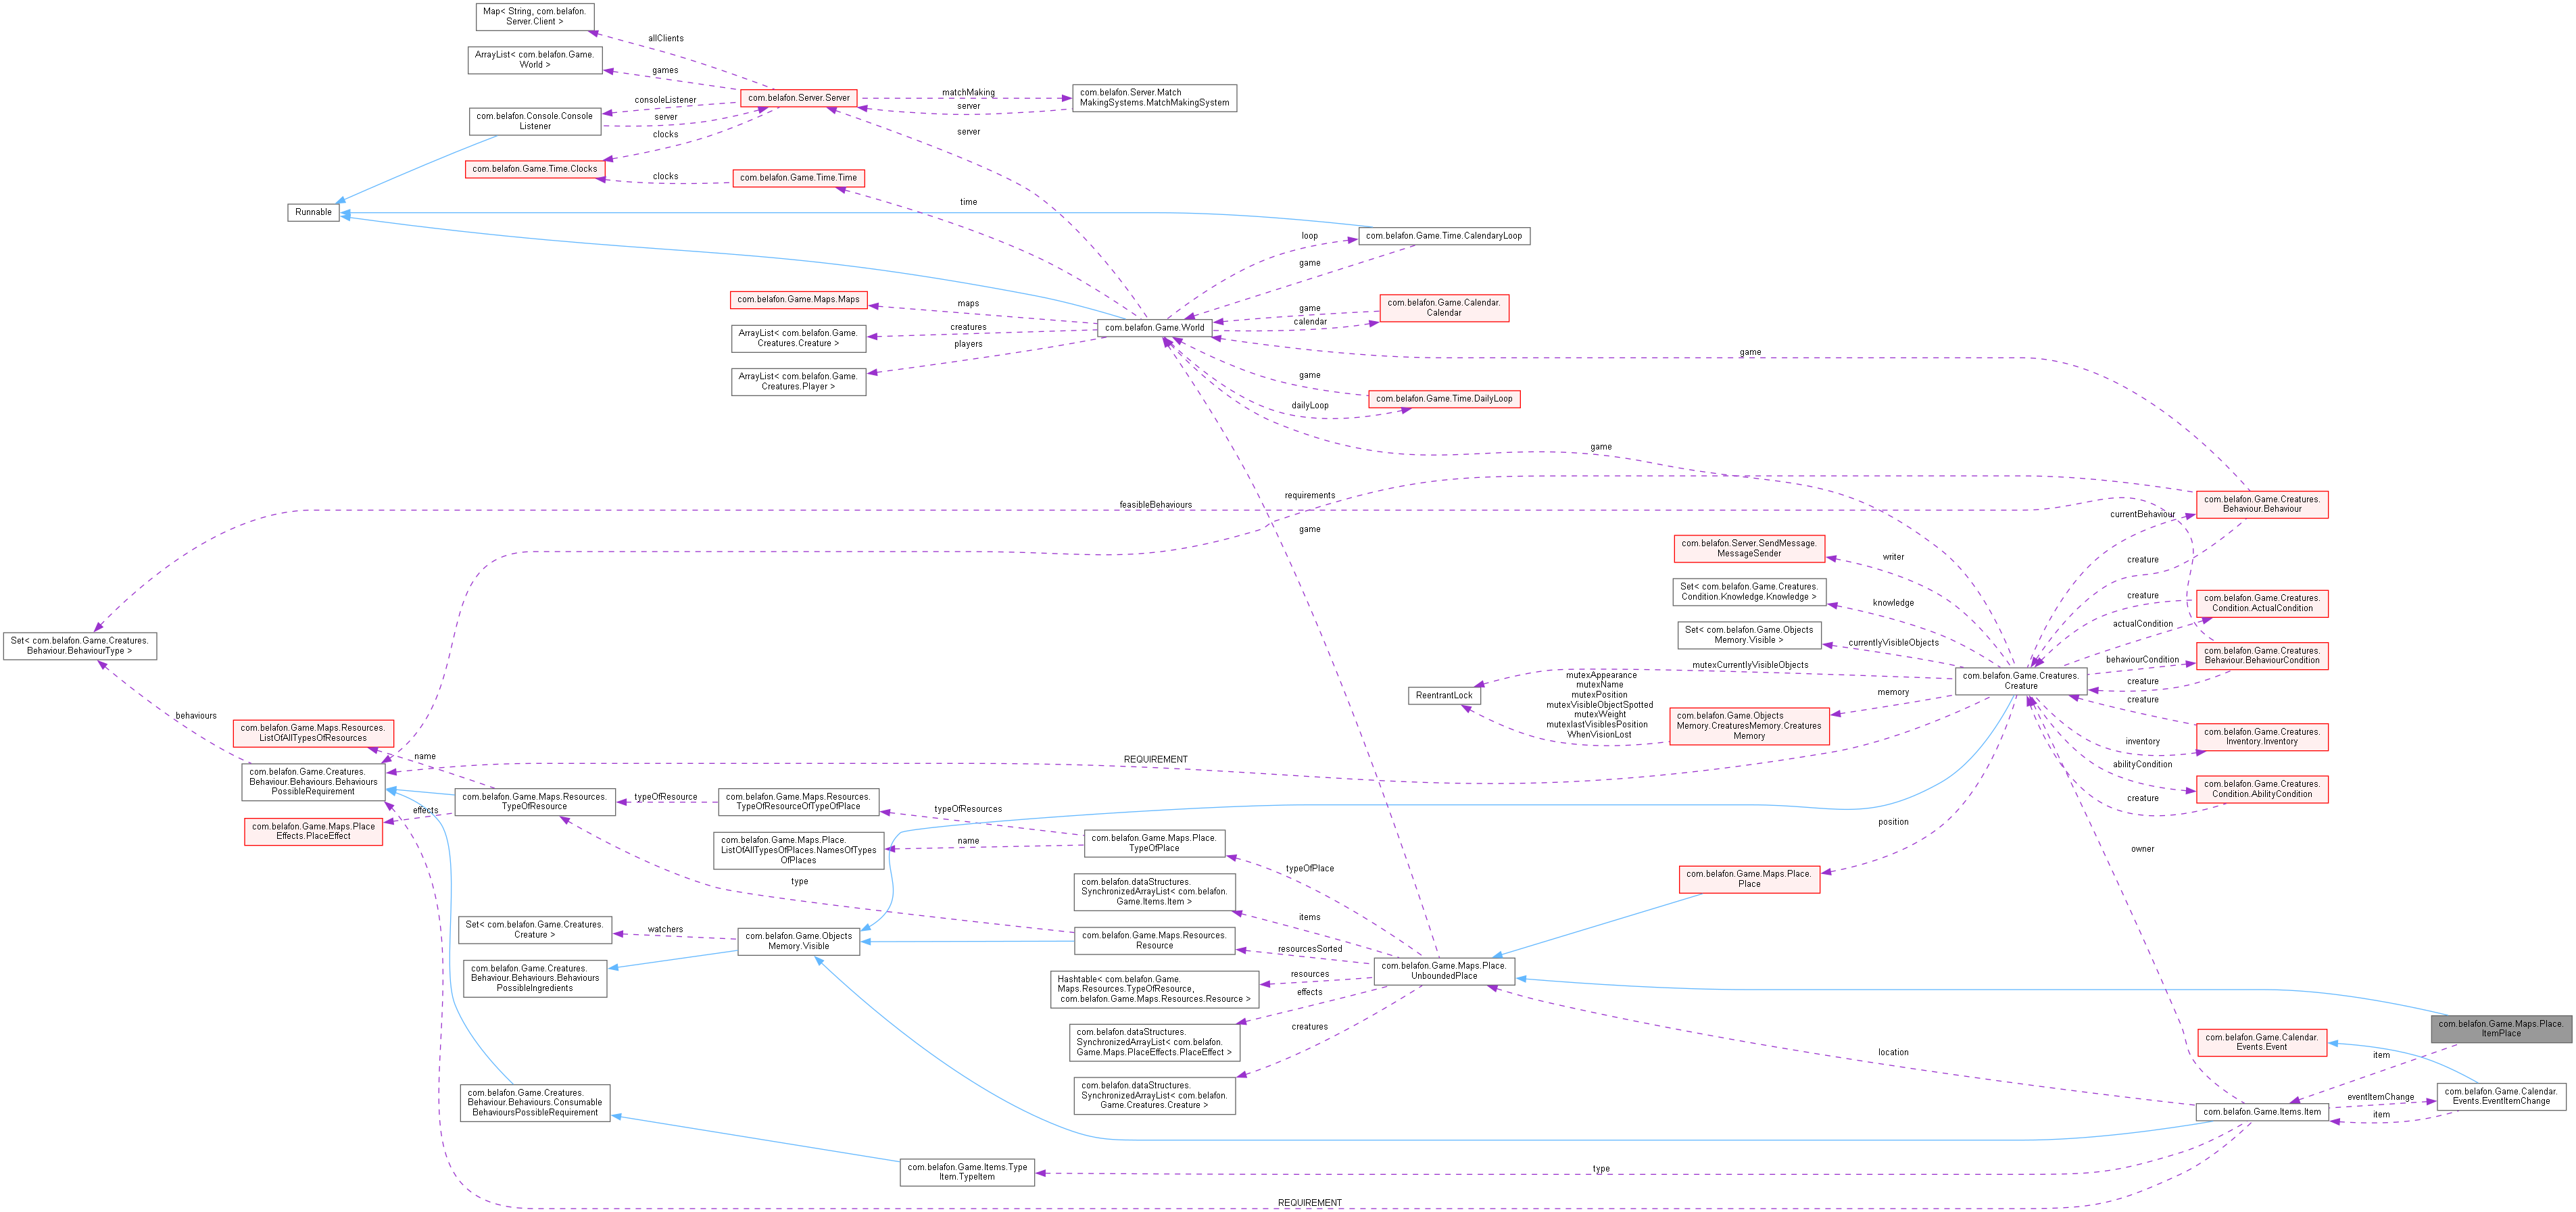 Map< String, com.belafon.
Server.Client >
allClients
ArrayList< com.belafon.Game.
World >
games
com.belafon.Server.Server
matchMaking
server
com.belafon.Server.Match
MakingSystems.MatchMakingSystem
consoleListener
server
com.belafon.Console.Console
Listener
clocks
server
com.belafon.Game.Time.Clocks
clocks
com.belafon.Game.Time.Time
time
Runnable
loop
com.belafon.Game.Time.CalendaryLoop
game
com.belafon.Game.Maps.Maps
maps
ArrayList< com.belafon.Game.
Creatures.Creature >
creatures
players
ArrayList< com.belafon.Game.
Creatures.Player >
com.belafon.Game.World
game
calendar
com.belafon.Game.Calendar.
Calendar
game
game
dailyLoop
com.belafon.Game.Time.DailyLoop
game
requirements
feasibleBehaviours
game
com.belafon.Game.Creatures.
Behaviour.Behaviour
currentBehaviour
com.belafon.Server.SendMessage.
MessageSender
writer
creature
Set< com.belafon.Game.Creatures.
Condition.Knowledge.Knowledge >
knowledge
creature
com.belafon.Game.Creatures.
Condition.ActualCondition
actualCondition
Set< com.belafon.Game.Objects
Memory.Visible >
currentlyVisibleObjects
Set< com.belafon.Game.Creatures.
Behaviour.BehaviourType >
com.belafon.Game.Creatures.
Behaviour.BehaviourCondition
behaviourCondition
mutexCurrentlyVisibleObjects
com.belafon.Game.Creatures.
Creature
creature
ReentrantLock
mutexAppearance
mutexName
mutexPosition
mutexVisibleObjectSpotted
mutexWeight
mutexlastVisiblesPosition
WhenVisionLost
memory
creature
com.belafon.Game.Objects
Memory.CreaturesMemory.Creatures
Memory
behaviours
com.belafon.Game.Maps.Resources.
ListOfAllTypesOfResources
inventory
com.belafon.Game.Creatures.
Inventory.Inventory
name
REQUIREMENT
abilityCondition
com.belafon.Game.Creatures.
Behaviour.Behaviours.Behaviours
PossibleRequirement
com.belafon.Game.Creatures.
Condition.AbilityCondition
creature
com.belafon.Game.Maps.Resources.
TypeOfResource
typeOfResource
com.belafon.Game.Maps.Resources.
TypeOfResourceOfTypeOfPlace
typeOfResources
effects
com.belafon.Game.Maps.Place
Effects.PlaceEffect
position
com.belafon.Game.Maps.Place.
ListOfAllTypesOfPlaces.NamesOfTypes
OfPlaces
name
com.belafon.Game.Maps.Place.
TypeOfPlace
owner
typeOfPlace
com.belafon.Game.Maps.Place.
Place
type
com.belafon.dataStructures.
SynchronizedArrayList< com.belafon.
Game.Items.Item >
items
Set< com.belafon.Game.Creatures.
Creature >
watchers
com.belafon.Game.Objects
Memory.Visible
com.belafon.Game.Maps.Resources.
Resource
resourcesSorted
com.belafon.Game.Maps.Place.
UnboundedPlace
com.belafon.Game.Creatures.
Behaviour.Behaviours.Behaviours
PossibleIngredients
Hashtable< com.belafon.Game.
Maps.Resources.TypeOfResource,
com.belafon.Game.Maps.Resources.Resource >
resources
effects
com.belafon.dataStructures.
SynchronizedArrayList< com.belafon.
Game.Maps.PlaceEffects.PlaceEffect >
creatures
com.belafon.Game.Maps.Place.
ItemPlace
com.belafon.Game.Calendar.
Events.Event
location
item
com.belafon.dataStructures.
SynchronizedArrayList< com.belafon.
Game.Creatures.Creature >
com.belafon.Game.Creatures.
Behaviour.Behaviours.Consumable
BehavioursPossibleRequirement
com.belafon.Game.Items.Item
eventItemChange
item
com.belafon.Game.Calendar.
Events.EventItemChange
com.belafon.Game.Items.Type
Item.TypeItem
type
REQUIREMENT